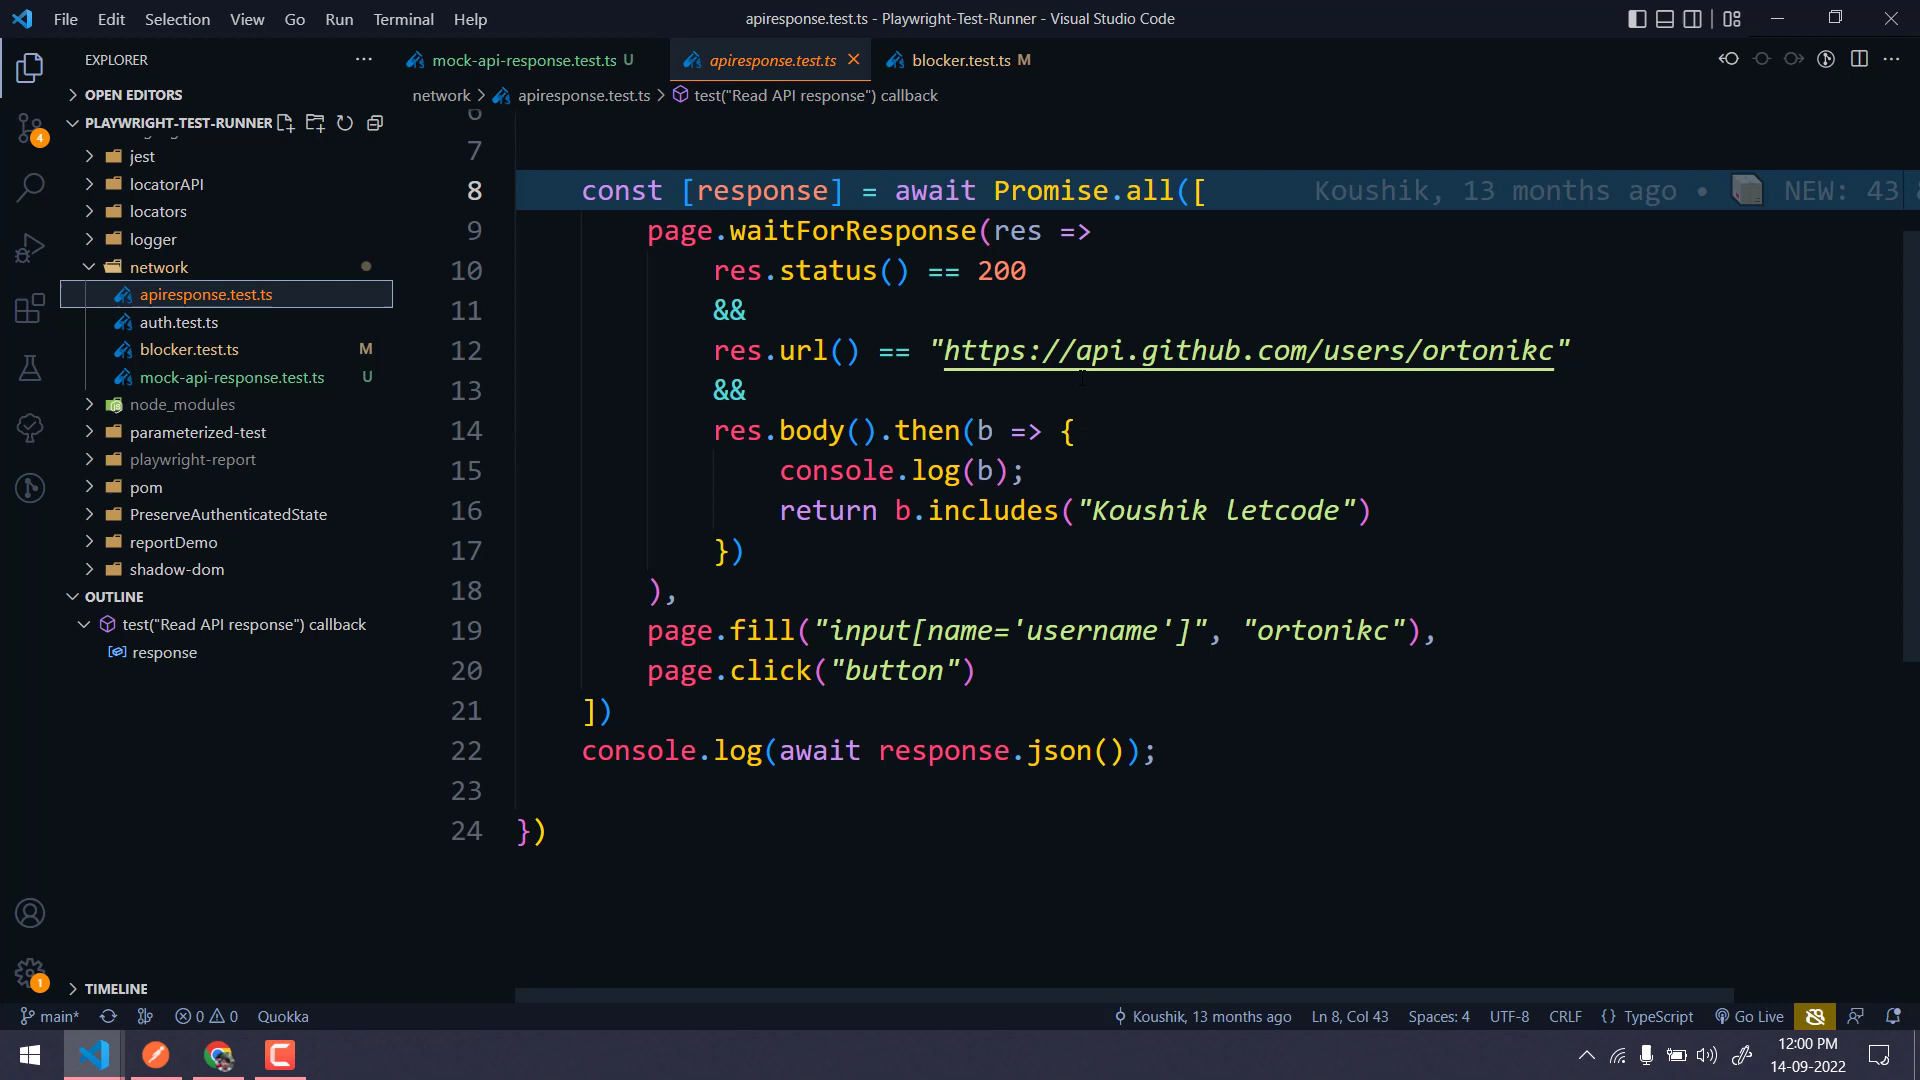 File Edit Selection View Go Run Terminal Help
apiresponse.test.ts - Playwright-Test-Runner - Visual Studio Code
EXPLORER
mock-api-response.test.ts U
apiresponse.test.ts
blocker.test.ts M
OPEN EDITORS
network > apiresponse.test.ts > test("Read API response") callback
PLAYWRIGHT-TEST-RUNNER
jest
locatorAPI
locators
logger
network
apiresponse.test.ts
auth.test.ts
blocker.test.ts M
mock-api-response.test.ts U
node_modules
parameterized-test
playwright-report
pom
PreserveAuthenticatedState
reportDemo
shadow-dom
OUTLINE
test("Read API response") callback
response
TIMELINE
4
1
6
7
8 const [response] = await Promise.all([ Koushik, 13 months ago • NEW: 43
9 page.waitForResponse(res =>
10 res.status() == 200
11 &&
12 res.url() == "https://api.github.com/users/ortonikc"
13 &&
14 res.body().then(b => {
15 console.log(b);
16 return b.includes("Koushik letcode")
17 })
18 ),
19 page.fill("input[name='username']", "ortonikc"),
20 page.click("button")
21 ])
22 console.log(await response.json());
23
24 })
main* 0 0 Quokka
Koushik, 13 months ago Ln 8, Col 43 Spaces: 4 UTF-8 CRLF {} TypeScript Go Live
12:00 PM
14-09-2022